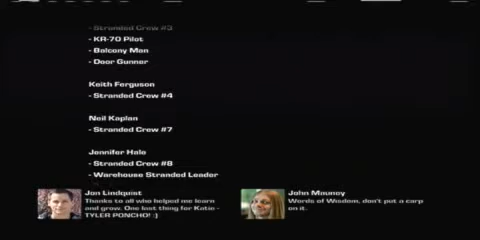 - Stranded Crew #3
- KR-70 Pilot
- Balcony Man
- Door Gunner
Keith Ferguson
- Stranded Crew #4
Neil Kaplan
- Stranded Crew #7
Jennifer Hale
- Stranded Crew #8
- Warehouse Stranded Leader
Jon Lindquist
Thanks to all who helped me learn
and grow. One last thing for Katie -
TYLER PONCHO! :)
John Mauney
Words of Wisdom, don't put a carp
on it.